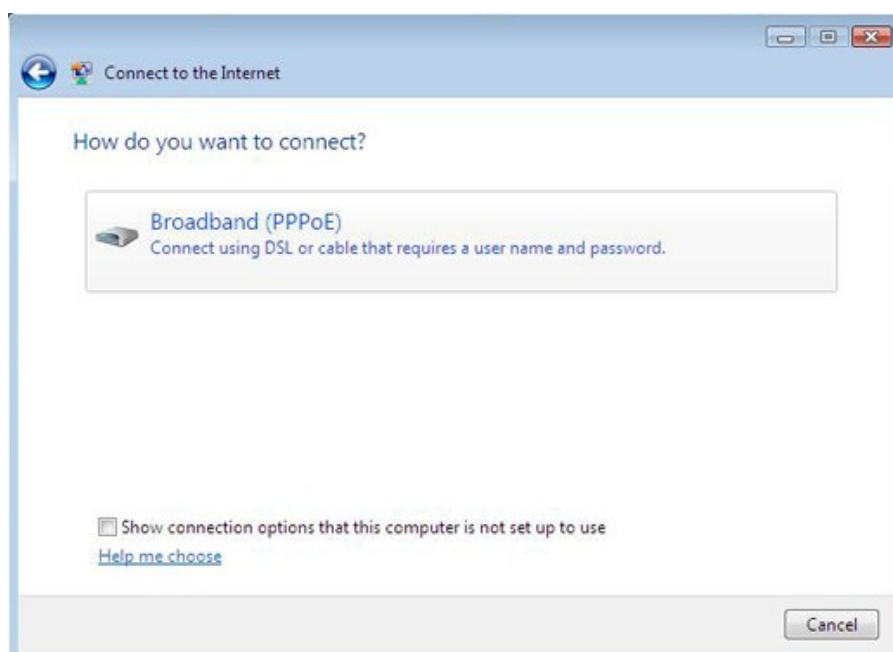 Connect to the Internet
How do you want to connect?
Broadband (PPPoE)
Connect using DSL or cable that requires a user name and password.
Show connection options that this computer is not set up to use
Help me choose
Cancel